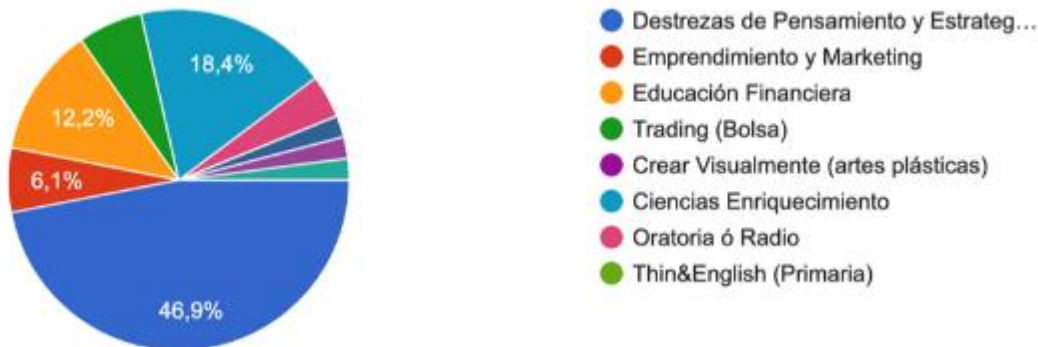 18,4%
12,2%
6,1%
46,9%
Destrezas de Pensamiento y Estrateg…
Emprendimiento y Marketing
Educación Financiera
Trading (Bolsa)
Crear Visualmente (artes plásticas)
Ciencias Enriquecimiento
Oratoria ó Radio
Thin&English (Primaria)